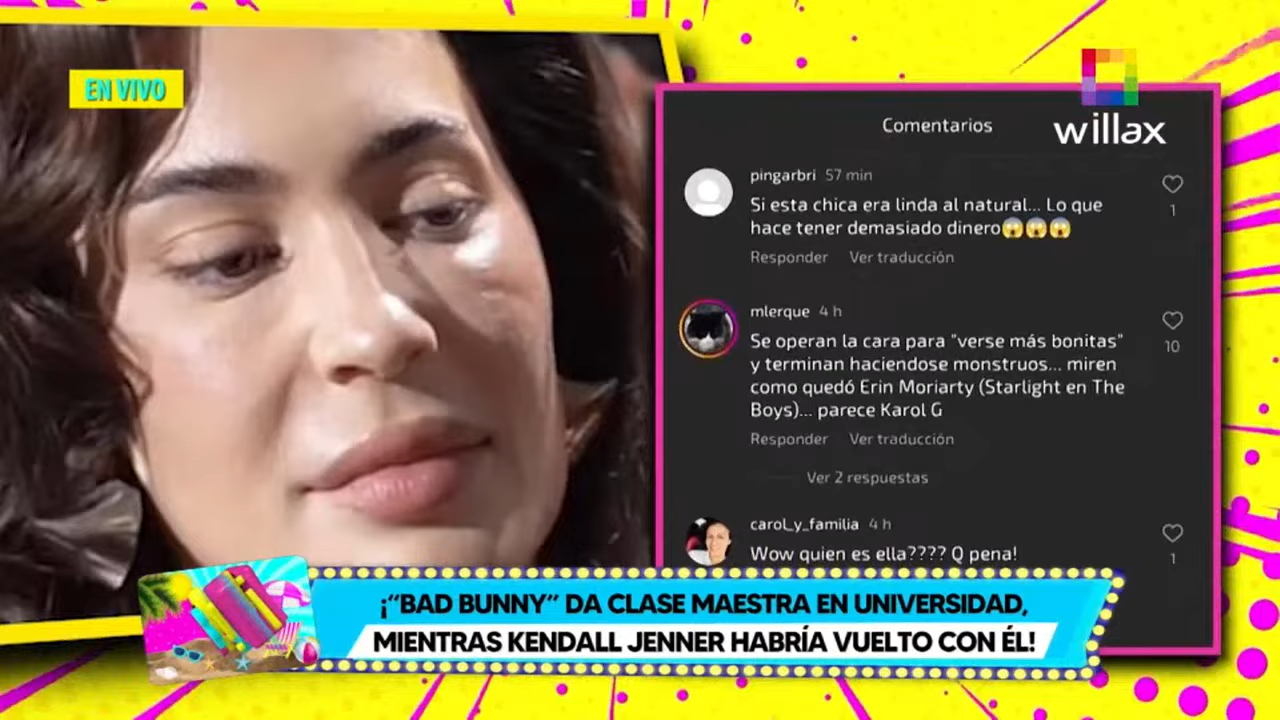 EN VIVO
willax
Comentarios
pingarbri 57 min
Si esta chica era linda al natural... Lo que
hace tener demasiado dinero😱😱😱
1
Responder Ver traducción
mlerque 4 h
Se operan la cara para "verse más bonitas"
y terminan haciendose monstruos... miren
como quedó Erin Moriarty (Starlight en The
Boys)... parece Karol G
10
Responder Ver traducción
Ver 2 respuestas
carol_y_familia 4 h
Wow quien es ella???? Q pena!
1
¡“BAD BUNNY” DA CLASE MAESTRA EN UNIVERSIDAD,
MIENTRAS KENDALL JENNER HABRÍA VUELTO CON ÉL!